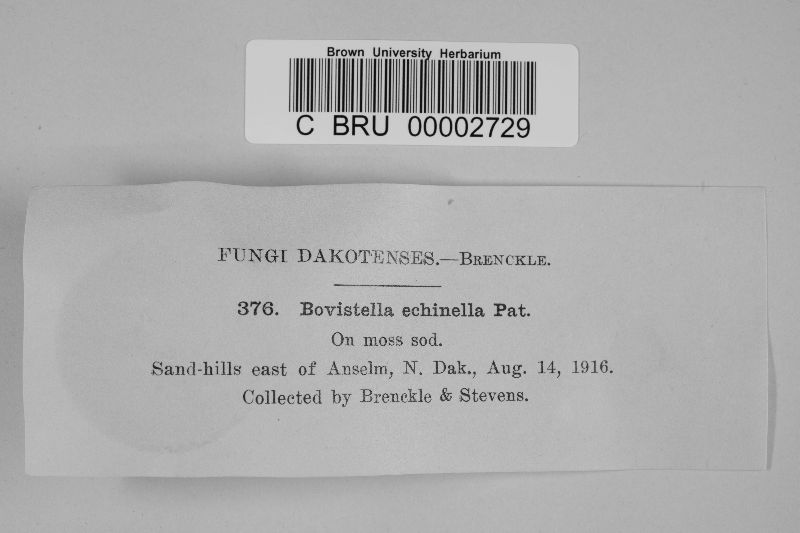 Brown University Herbarium
C BRU 00002729
FUNGI DAKOTENSES.—BRENCKLE.
376. Bovistella echinella Pat.
On moss sod.
Sand-hills east of Anselm, N. Dak., Aug. 14, 1916.
Collected by Brenckle & Stevens.